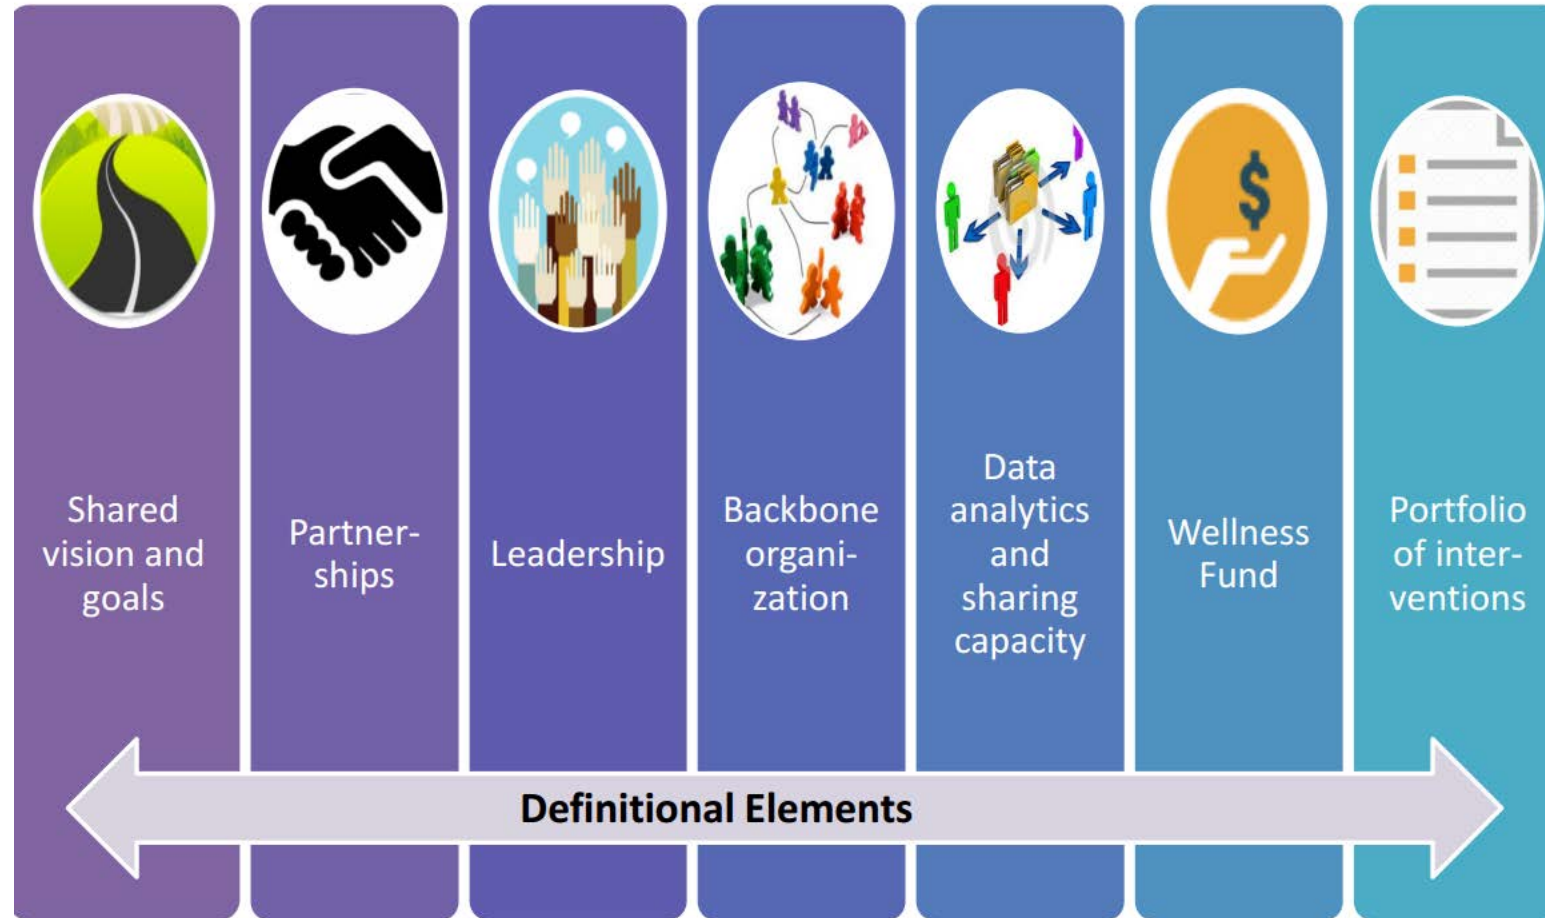 Shared
vision and
goals
Partner-
ships
Leadership
Backbone
organi-
zation
Data
analytics
and
sharing
capacity
Wellness
Fund
Portfolio
of inter-
ventions
Definitional Elements